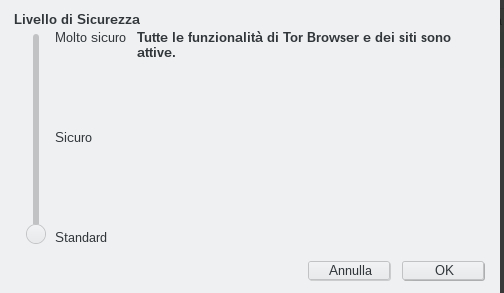 Livello di Sicurezza
Molto sicuro
Tutte le funzionalità di Tor Browser e dei siti sono
attive.
Sicuro
Standard
Annulla
OK